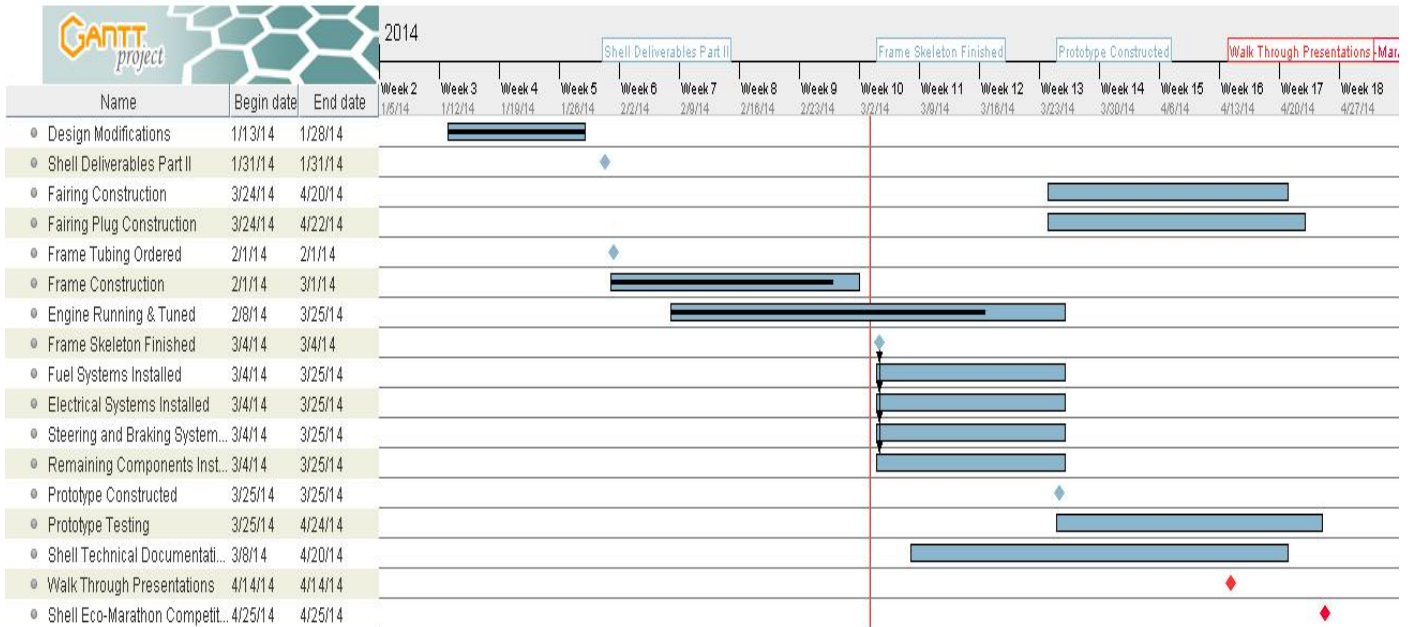 GANTT
project
2014
Shell Deliverables Part II Frame Skeleton Finished Prototype Constructed Walk Through Presentations -Mar
Name Begin date End date
Week 2 Week 3 Week 4 Week 5 Week 6 Week 7 Week 8 Week 9 Week 10 Week 11 Week 12 Week 13 Week 14 Week 15 Week 16 Week 17 Week 18
1/5/14 1/12/14 1/19/14 1/26/14 2/2/14 2/9/14 2/16/14 2/23/14 3/2/14 3/9/14 3/16/14 3/23/14 3/30/14 4/6/14 4/13/14 4/20/14 4/27/14
Design Modifications 1/13/14 1/28/14
Shell Deliverables Part II 1/31/14 1/31/14
Fairing Construction 3/24/14 4/20/14
Fairing Plug Construction 3/24/14 4/22/14
Frame Tubing Ordered 2/1/14 2/1/14
Frame Construction 2/1/14 3/1/14
Engine Running & Tuned 2/8/14 3/25/14
Frame Skeleton Finished 3/4/14 3/4/14
Fuel Systems Installed 3/4/14 3/25/14
Electrical Systems Installed 3/4/14 3/25/14
Steering and Braking System... 3/4/14 3/25/14
Remaining Components Inst... 3/4/14 3/25/14
Prototype Constructed 3/25/14 3/25/14
Prototype Testing 3/25/14 4/24/14
Shell Technical Documentati... 3/8/14 4/20/14
Walk Through Presentations 4/14/14 4/14/14
Shell Eco-Marathon Competit... 4/25/14 4/25/14